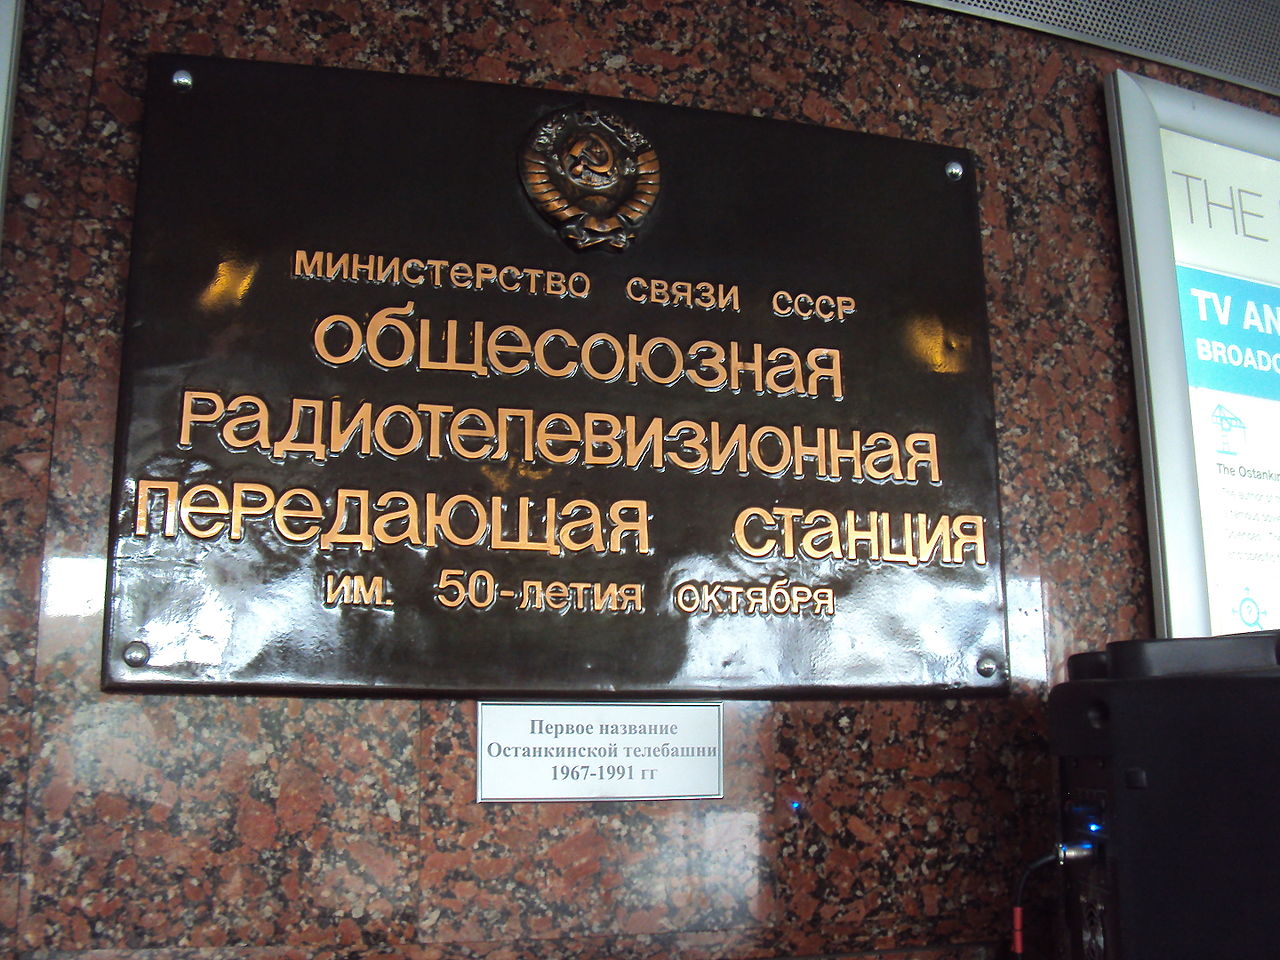 министерство связи ссср
общесоюзная
радиотелевизионная
передающая станция
им. 50-летия октября
Первое название
Останкинской телебашни
1967-1991 гг
THE
TV AN
BROADC
The Ostankin